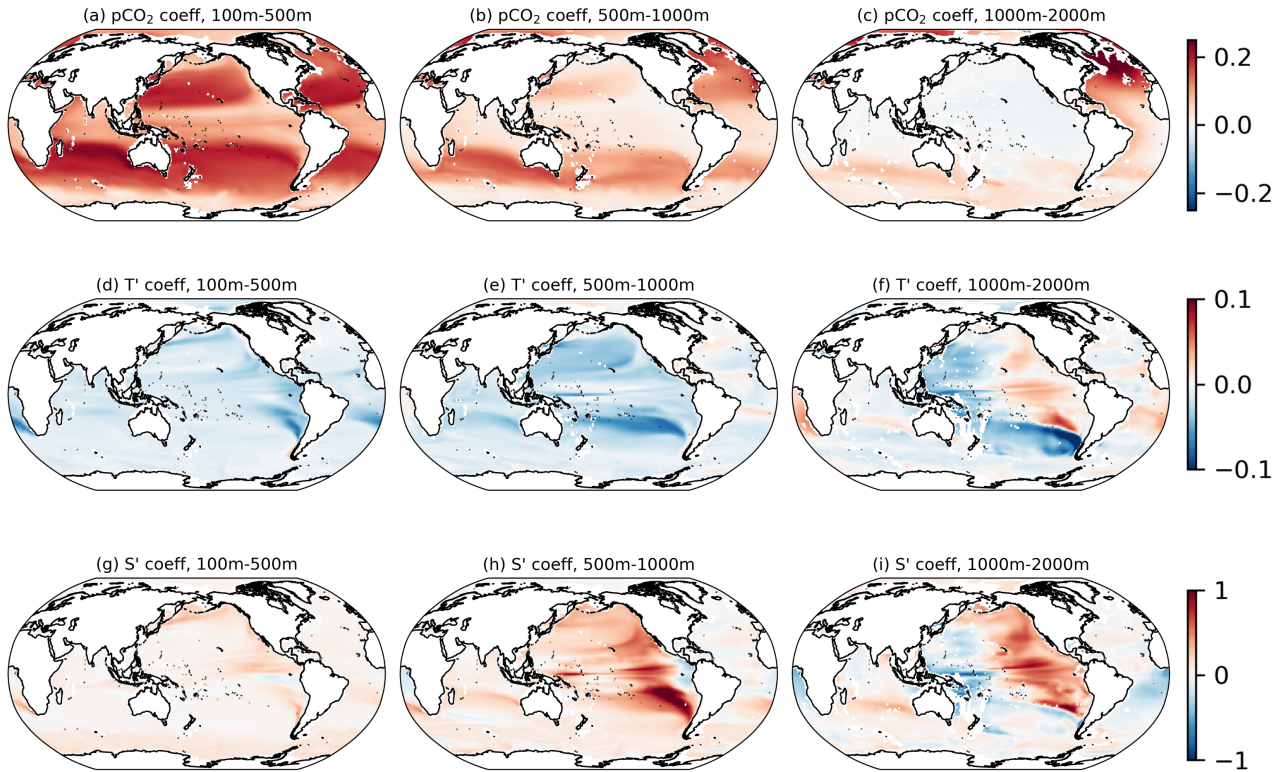 (a) pCO₂ coeff, 100m-500m
(b) pCO₂ coeff, 500m-1000m
(c) pCO₂ coeff, 1000m-2000m
0.2
0.0
−0.2
(d) T' coeff, 100m-500m
(e) T' coeff, 500m-1000m
(f) T' coeff, 1000m-2000m
0.1
0.0
−0.1
(g) S' coeff, 100m-500m
(h) S' coeff, 500m-1000m
(i) S' coeff, 1000m-2000m
1
0
−1